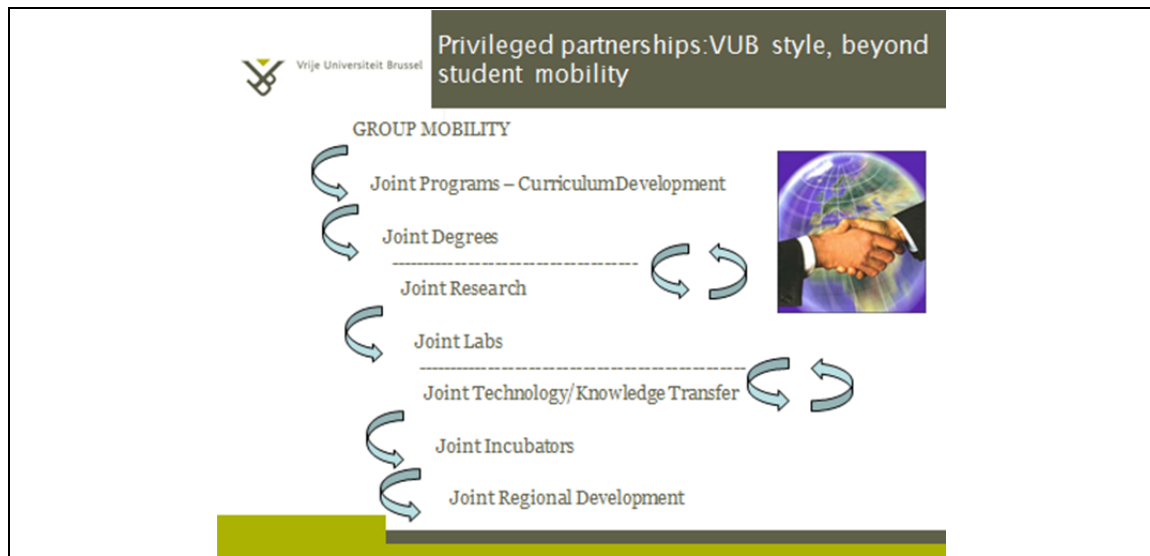 Vrije Universiteit Brussel
Privileged partnerships:VUB style, beyond
student mobility
GROUP MOBILITY
Joint Programs – CurriculumDevelopment
Joint Degrees
Joint Research
Joint Labs
Joint Technology/Knowledge Transfer
Joint Incubators
Joint Regional Development